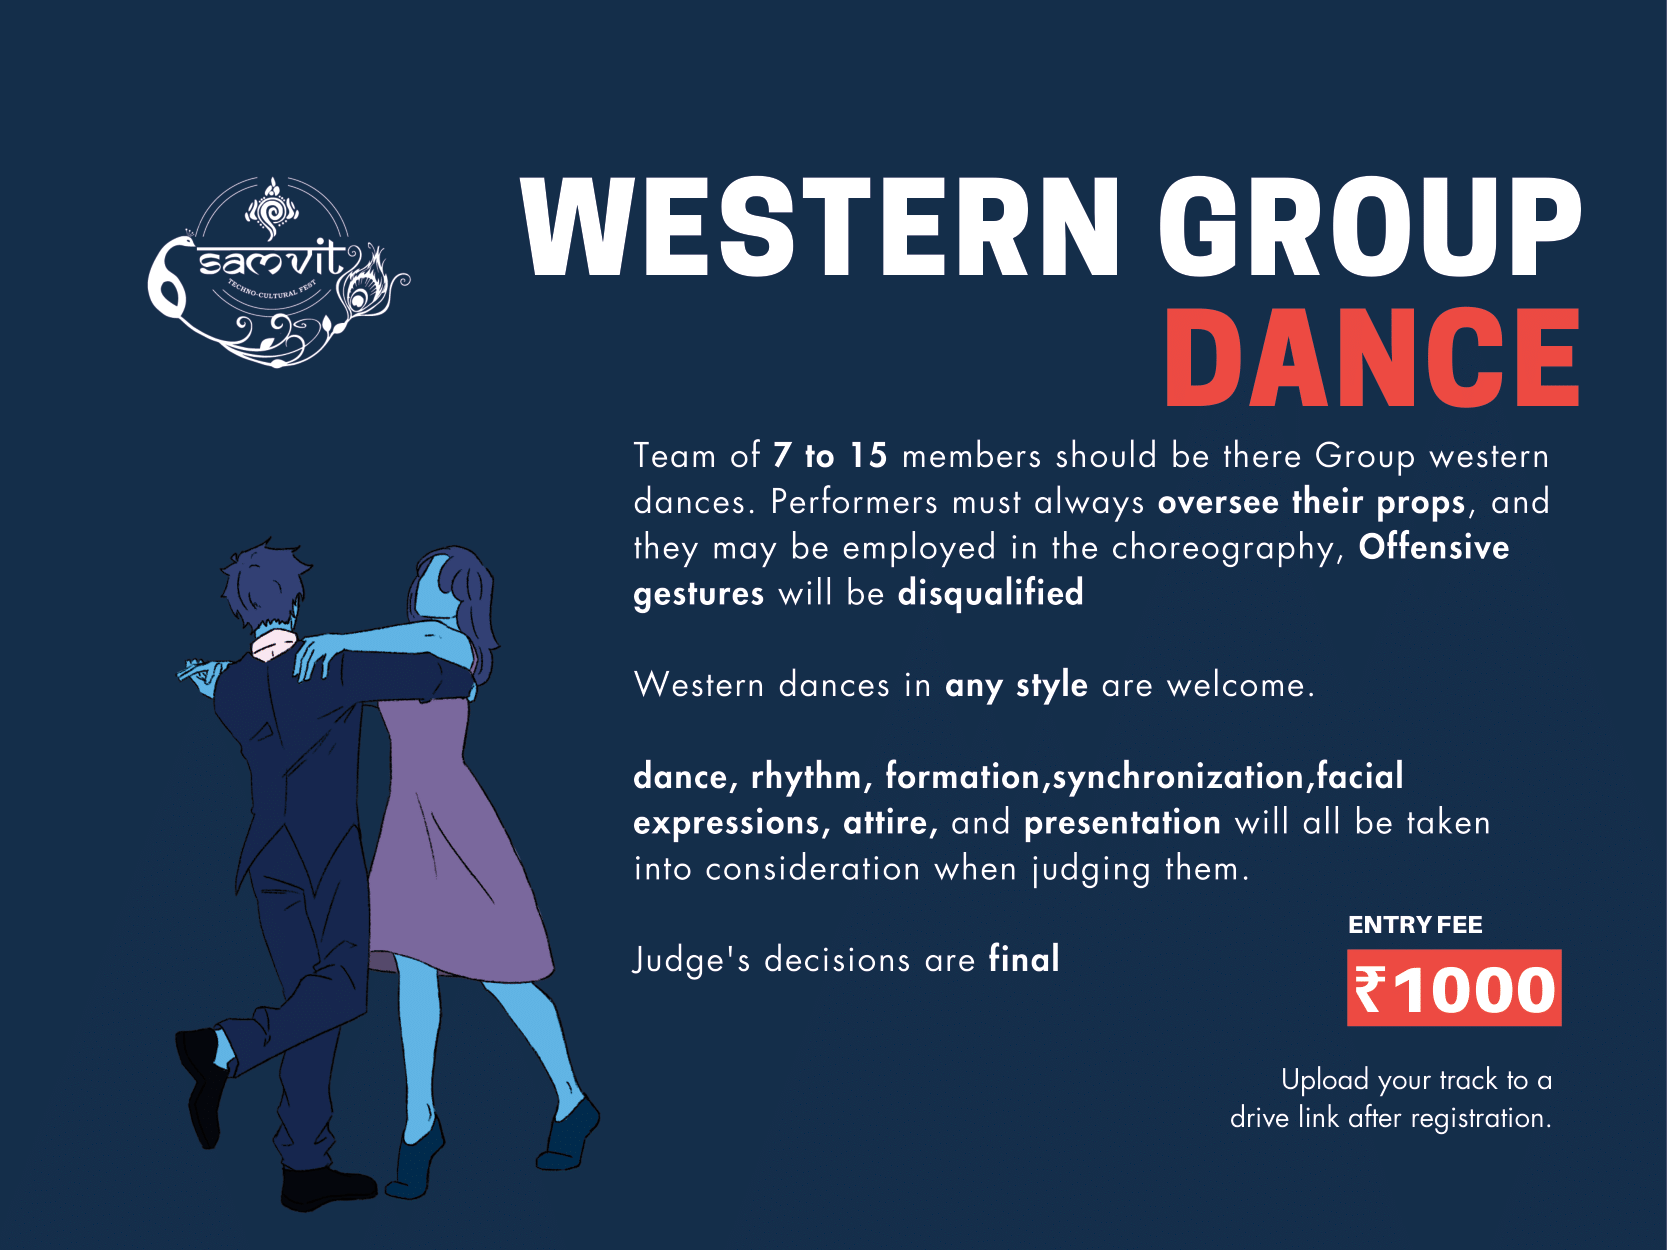 samvit
TECHNO-CULTURAL FEST
WESTERN GROUP
DANCE
Team of 7 to 15 members should be there Group western
dances. Performers must always oversee their props, and
they may be employed in the choreography, Offensive
gestures will be disqualified
Western dances in any style are welcome.
dance, rhythm, formation,synchronization,facial
expressions, attire, and presentation will all be taken
into consideration when judging them.
Judge's decisions are final
ENTRY FEE
₹1000
Upload your track to a
drive link after registration.